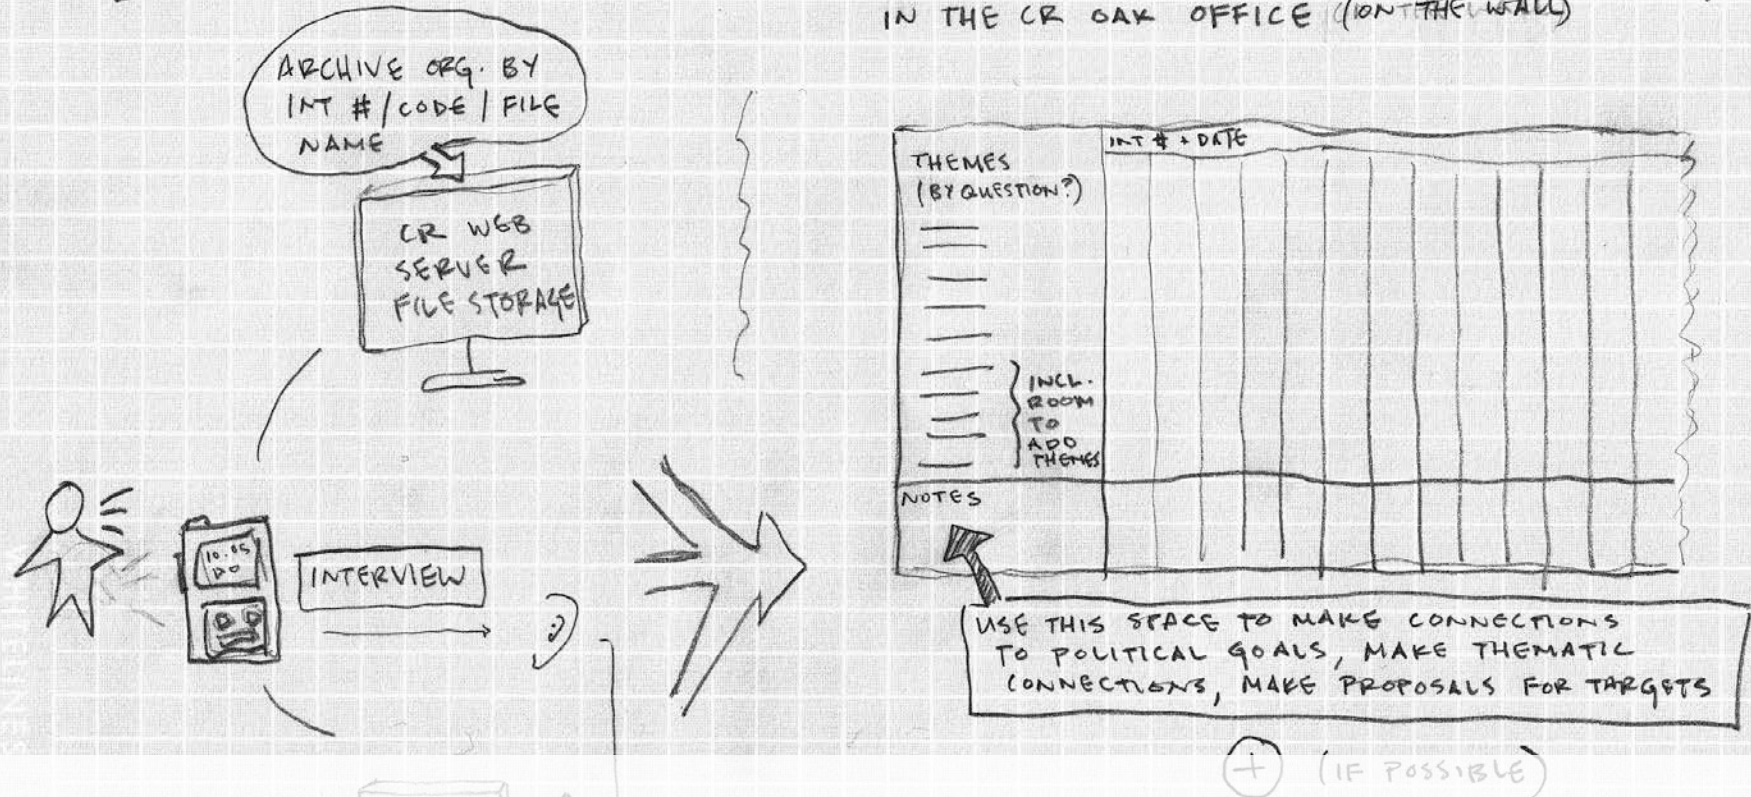 IN THE CR OAK OFFICE (ON THE WALL)
ARCHIVE ORG. BY
INT #/CODE/FILE
NAME
CR WEB
SERVER
FILE STORAGE
10.05
INTERVIEW
INT # + DATE
THEMES
(BY QUESTION?)
INCL.
ROOM
TO
ADD
THEMES
NOTES
USE THIS SPACE TO MAKE CONNECTIONS
TO POLITICAL GOALS, MAKE THEMATIC
CONNECTIONS, MAKE PROPOSALS FOR TARGETS
+ (IF POSSIBLE)